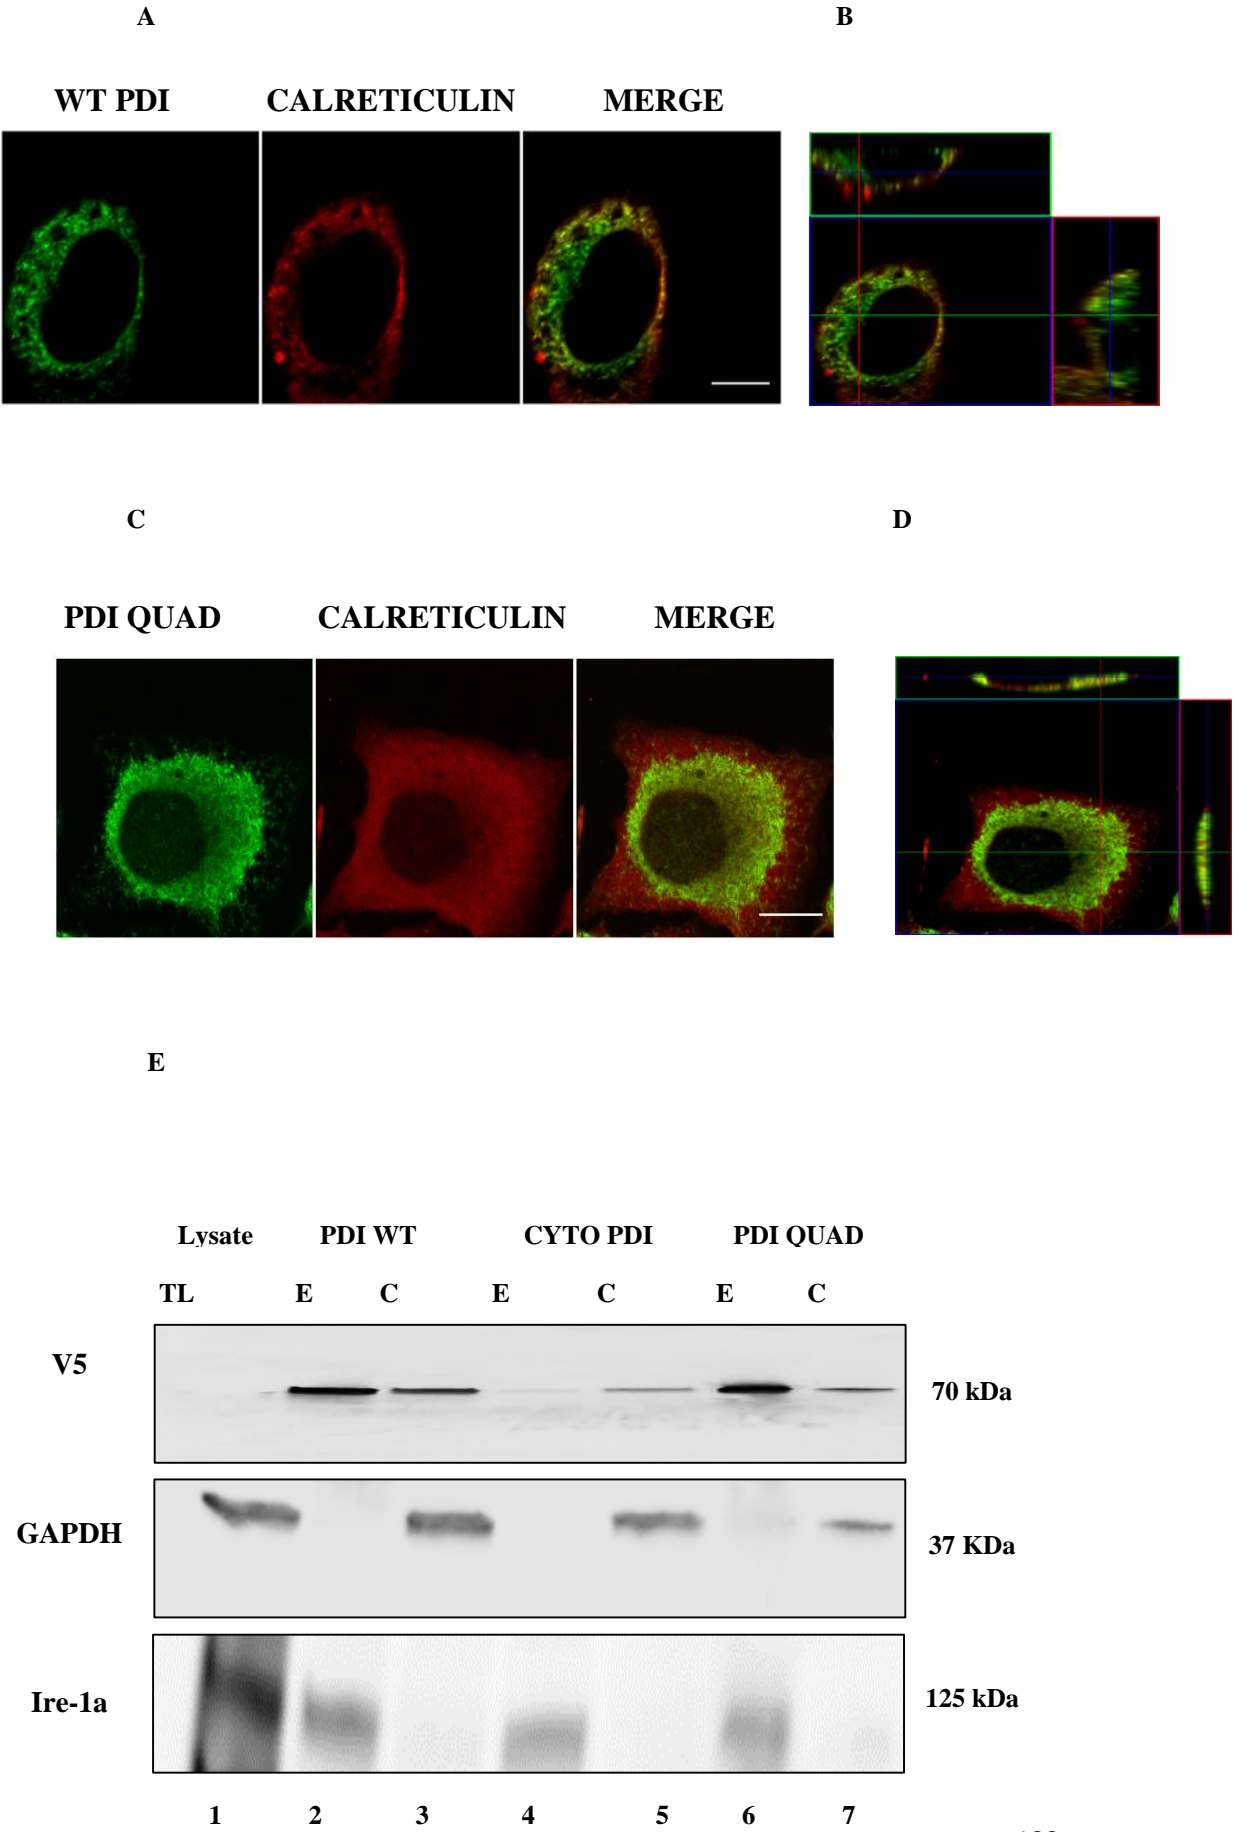 A B
WT PDI CALRETICULIN MERGE
C D
PDI QUAD CALRETICULIN MERGE
E
Lysate PDI WT CYTO PDI PDI QUAD
TL E C E C E C
V5 70 kDa
GAPDH 37 KDa
Ire-1a 125 kDa
1 2 3 4 5 6 7